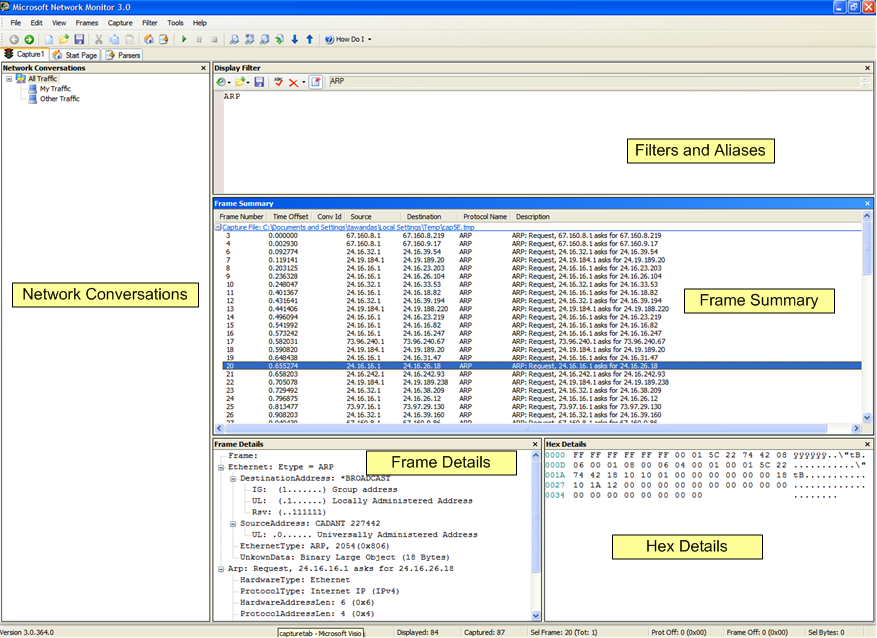 Microsoft Network Monitor 3.0
File Edit View Frames Capture Filter Tools Help
How Do I
Capture1 Start Page Parsers
Network Conversations
All Traffic
My Traffic
Other Traffic
Network Conversations
Display Filter
ARP
ARP
Filters and Aliases
Frame Summary
Frame Number Time Offset Conv Id Source Destination Protocol Name Description
Capture File: C:\Documents and Settings\tawandas\Local Settings\Temp\cap5E.tmp
3 0.000000 67.160.8.1 67.160.8.219 ARP ARP: Request, 67.160.8.1 asks for 67.160.8.219
4 0.002930 67.160.8.1 67.160.9.17 ARP ARP: Request, 67.160.8.1 asks for 67.160.9.17
6 0.092774 24.16.32.1 24.16.39.54 ARP ARP: Request, 24.16.32.1 asks for 24.16.39.54
7 0.119141 24.19.184.1 24.19.189.20 ARP ARP: Request, 24.19.184.1 asks for 24.19.189.20
8 0.203125 24.16.16.1 24.16.23.203 ARP ARP: Request, 24.16.16.1 asks for 24.16.23.203
9 0.236328 24.16.16.1 24.16.26.104 ARP ARP: Request, 24.16.16.1 asks for 24.16.26.104
10 0.248047 24.16.32.1 24.16.33.53 ARP ARP: Request, 24.16.32.1 asks for 24.16.33.53
11 0.401367 24.16.16.1 24.16.18.82 ARP ARP: Request, 24.16.16.1 asks for 24.16.18.82
12 0.431641 24.16.32.1 24.16.39.194 ARP ARP: Request, 24.16.32.1 asks for 24.16.39.194
13 0.441406 24.19.184.1 24.19.188.220 ARP ARP: Request, 24.19.184.1 asks for 24.19.188.220
14 0.496094 24.16.16.1 24.16.23.219 ARP ARP: Request, 24.16.16.1 asks for 24.16.23.219
15 0.541992 24.16.16.1 24.16.16.82 ARP ARP: Request, 24.16.16.1 asks for 24.16.16.82
16 0.573242 24.16.16.1 24.16.16.247 ARP ARP: Request, 24.16.16.1 asks for 24.16.16.247
17 0.582031 73.96.240.1 73.96.240.67 ARP ARP: Request, 73.96.240.1 asks for 73.96.240.67
18 0.590820 24.19.184.1 24.19.189.20 ARP ARP: Request, 24.19.184.1 asks for 24.19.189.20
19 0.648438 24.16.16.1 24.16.31.47 ARP ARP: Request, 24.16.16.1 asks for 24.16.31.47
20 0.655274 24.16.16.1 24.16.26.18 ARP ARP: Request, 24.16.16.1 asks for 24.16.26.18
21 0.658203 24.16.242.1 24.16.242.93 ARP ARP: Request, 24.16.242.1 asks for 24.16.242.93
22 0.705078 24.19.184.1 24.19.189.238 ARP ARP: Request, 24.19.184.1 asks for 24.19.189.238
23 0.729492 24.16.32.1 24.16.38.209 ARP ARP: Request, 24.16.32.1 asks for 24.16.38.209
24 0.796875 24.16.16.1 24.16.26.12 ARP ARP: Request, 24.16.16.1 asks for 24.16.26.12
25 0.813477 73.97.16.1 73.97.29.130 ARP ARP: Request, 73.97.16.1 asks for 73.97.29.130
26 0.908203 24.16.32.1 24.16.39.160 ARP ARP: Request, 24.16.32.1 asks for 24.16.39.160
Frame Summary
Frame Details
Frame:
Ethernet: Etype = ARP
DestinationAddress: *BROADCAST
IG: (1.......) Group address
UL: (.1......) Locally Administered Address
Rsv: (..111111)
SourceAddress: CADANT 227442
UL: .0...... Universally Administered Address
EthernetType: ARP, 2054(0x806)
UnkownData: Binary Large Object (18 Bytes)
Arp: Request, 24.16.16.1 asks for 24.16.26.18
HardwareType: Ethernet
ProtocolType: Internet IP (IPv4)
HardwareAddressLen: 6 (0x6)
ProtocolAddressLen: 4 (0x4)
Frame Details
Hex Details
0000 FF FF FF FF FF FF 00 01 5C 22 74 42 08 ÿÿÿÿÿÿ..\"tB.
000D 06 00 01 08 00 06 04 00 01 00 01 5C 22 ...........\"
001A 74 42 18 10 10 01 00 00 00 00 00 00 18 tB...........
0027 10 1A 12 00 00 00 00 00 00 00 00 00 00 .............
0034 00 00 00 00 00 00 00 00 ........
Hex Details
Version 3.0.364.0 capturetab - Microsoft Visio Displayed: 84 Captured: 87 Sel Frame: 20 (Tot: 1) Prot Off: 0 (0x00) Frame Off: 0 (0x00) Sel Bytes: 0